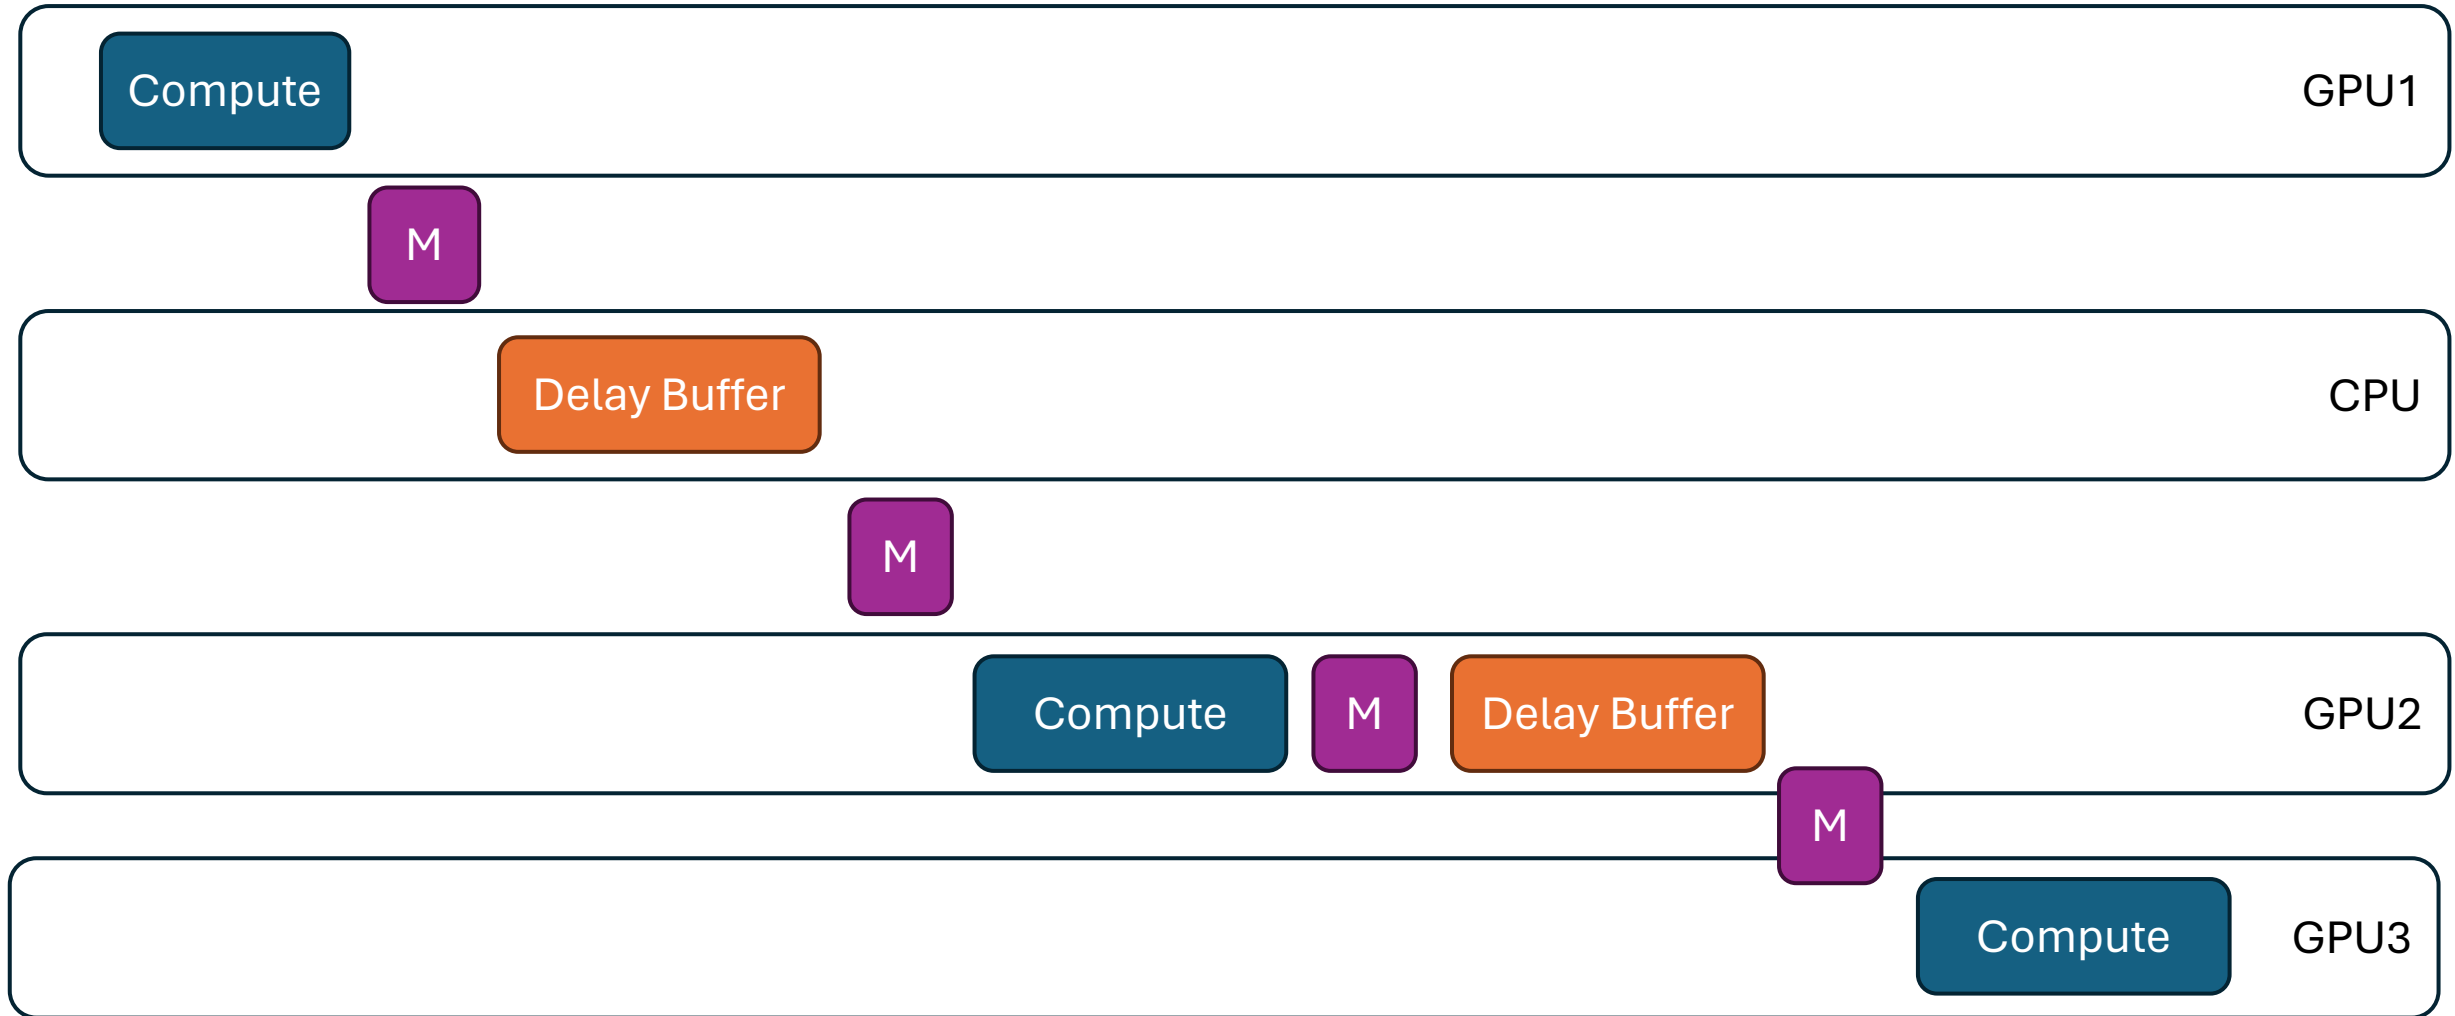 Compute
GPU1
M
Delay Buffer
CPU
M
Compute
M
Delay Buffer
GPU2
M
Compute
GPU3